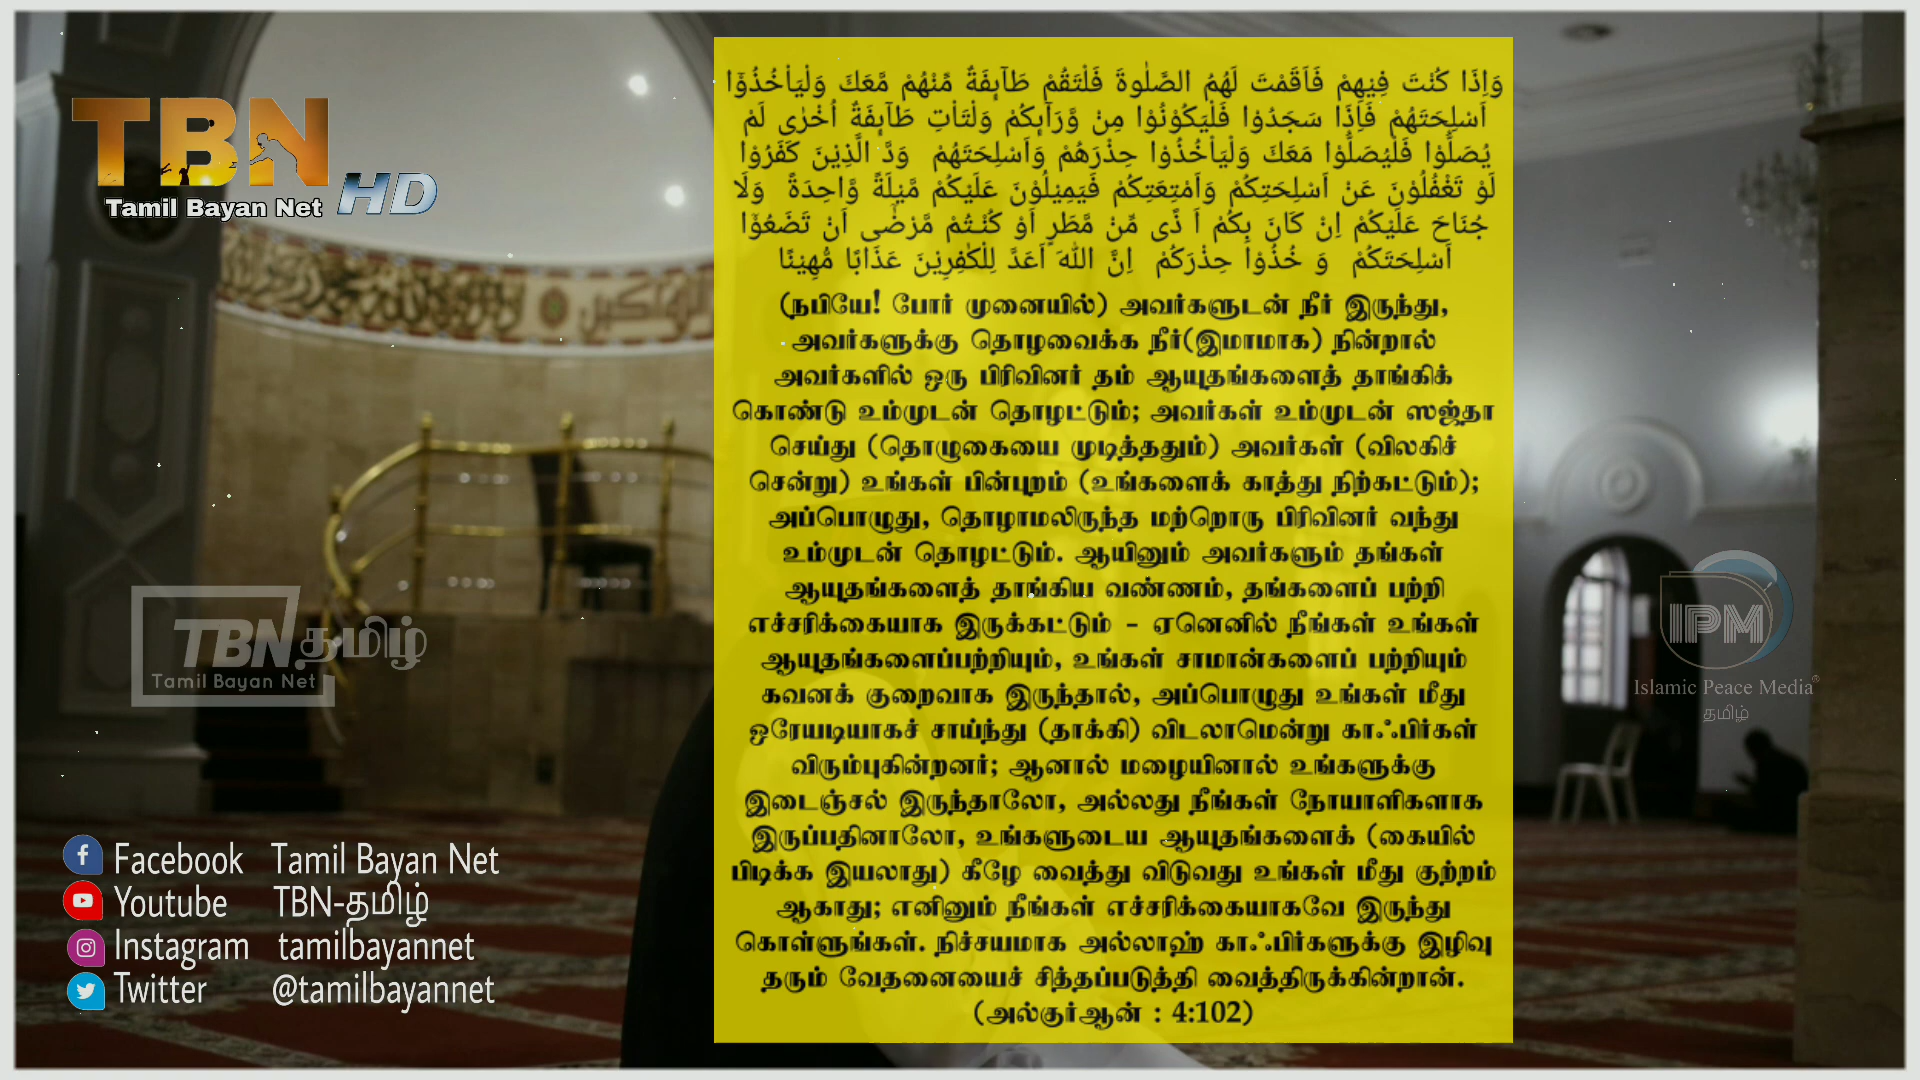 TBN HD
Tamil Bayan Net
وَاِذَا كُنْتَ فِيْهِمْ فَاَقَمْتَ لَهُمُ الصَّلٰوةَ فَلْتَقُمْ طَآٮِٕفَةٌ مِّنْهُمْ مَّعَكَ وَلْيَاْخُذُوْۤا
اَسْلِحَتَهُمْ فَاِذَا سَجَدُوْا فَلْيَكُوْنُوْا مِنْ وَّرَآٮِٕكُمْ وَلْتَاْتِ طَآٮِٕفَةٌ اُخْرٰى لَمْ
يُصَلُّوْا فَلْيُصَلُّوْا مَعَكَ وَلْيَاْخُذُوْا حِذْرَهُمْ وَاَسْلِحَتَهُمْ وَدَّ الَّذِيْنَ كَفَرُوْا
لَوْ تَغْفُلُوْنَ عَنْ اَسْلِحَتِكُمْ وَاَمْتِعَتِكُمْ فَيَمِيْلُوْنَ عَلَيْكُمْ مَّيْلَةً وَّاحِدَةً وَلَا
جُنَاحَ عَلَيْكُمْ اِنْ كَانَ بِكُمْ اَ ذًى مِّنْ مَّطَرٍ اَوْ كُنْـتُمْ مَّرْضٰۤى اَنْ تَضَعُوْۤا
اَسْلِحَتَكُمْ وَ خُذُوْا حِذْرَكُمْ اِنَّ اللّٰهَ اَعَدَّ لِلْكٰفِرِيْنَ عَذَابًا مُّهِيْنًا
(நபியே! போர் முனையில்) அவர்களுடன் நீர் இருந்து,
அவர்களுக்கு தொழவைக்க நீர்(இமாமாக) நின்றால்
அவர்களில் ஒரு பிரிவினர் தம் ஆயுதங்களைத் தாங்கிக்
கொண்டு உம்முடன் தொழட்டும்; அவர்கள் உம்முடன் ஸஜ்தா
செய்து (தொழுகையை முடித்ததும்) அவர்கள் (விலகிச்
சென்று) உங்கள் பின்புறம் (உங்களைக் காத்து நிற்கட்டும்);
அப்பொழுது, தொழாமலிருந்த மற்றொரு பிரிவினர் வந்து
உம்முடன் தொழட்டும். ஆயினும் அவர்களும் தங்கள்
ஆயுதங்களைத் தாங்கிய வண்ணம், தங்களைப் பற்றி
எச்சரிக்கையாக இருக்கட்டும் - ஏனெனில் நீங்கள் உங்கள்
ஆயுதங்களைப்பற்றியும், உங்கள் சாமான்களைப் பற்றியும்
கவனக் குறைவாக இருந்தால், அப்பொழுது உங்கள் மீது
ஒரேயடியாகச் சாய்ந்து (தாக்கி) விடலாமென்று காஃபிர்கள்
விரும்புகின்றனர்; ஆனால் மழையினால் உங்களுக்கு
இடைஞ்சல் இருந்தாலோ, அல்லது நீங்கள் நோயாளிகளாக
இருப்பதினாலோ, உங்களுடைய ஆயுதங்களைக் (கையில்
பிடிக்க இயலாது) கீழே வைத்து விடுவது உங்கள் மீது குற்றம்
ஆகாது; எனினும் நீங்கள் எச்சரிக்கையாகவே இருந்து
கொள்ளுங்கள். நிச்சயமாக அல்லாஹ் காஃபிர்களுக்கு இழிவு
தரும் வேதனையைச் சித்தப்படுத்தி வைத்திருக்கின்றான்.
(அல்குர்ஆன் : 4:102)
TBN தமிழ்
Tamil Bayan Net
IPM
Islamic Peace Media®
தமிழ்
Facebook Tamil Bayan Net
Youtube TBN-தமிழ்
Instagram tamilbayannet
Twitter @tamilbayannet